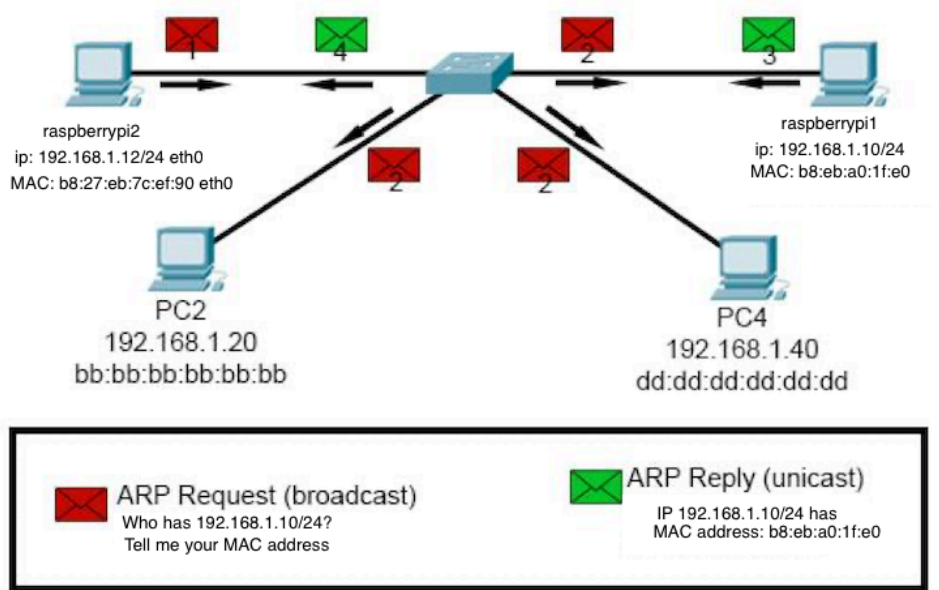 1
4
2
3
raspberrypi2
ip: 192.168.1.12/24 eth0
MAC: b8:27:eb:7c:ef:90 eth0
raspberrypi1
ip: 192.168.1.10/24
MAC: b8:eb:a0:1f:e0
2
2
PC2
192.168.1.20
bb:bb:bb:bb:bb:bb
PC4
192.168.1.40
dd:dd:dd:dd:dd:dd
ARP Request (broadcast)
Who has 192.168.1.10/24?
Tell me your MAC address
ARP Reply (unicast)
IP 192.168.1.10/24 has
MAC address: b8:eb:a0:1f:e0